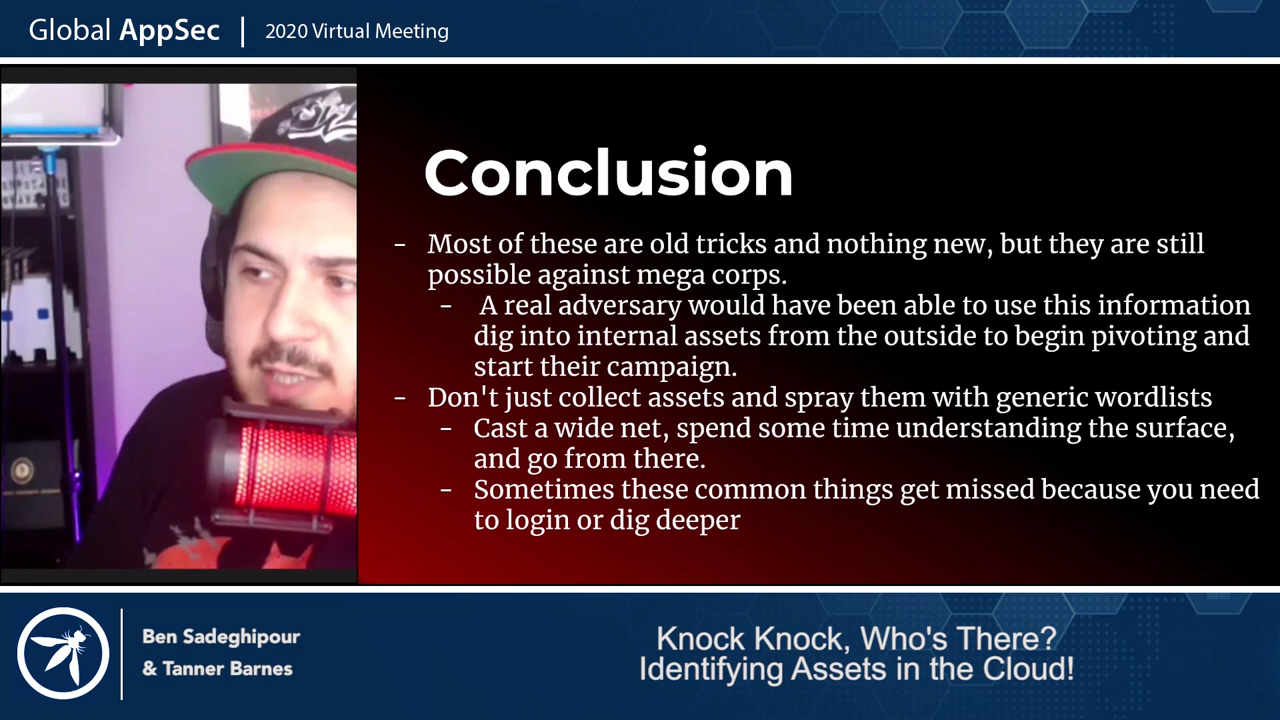 Global AppSec | 2020 Virtual Meeting
Conclusion
- Most of these are old tricks and nothing new, but they are still
possible against mega corps.
- A real adversary would have been able to use this information
dig into internal assets from the outside to begin pivoting and
start their campaign.
- Don't just collect assets and spray them with generic wordlists
- Cast a wide net, spend some time understanding the surface,
and go from there.
- Sometimes these common things get missed because you need
to login or dig deeper
Ben Sadeghipour
& Tanner Barnes
Knock Knock, Who's There?
Identifying Assets in the Cloud!